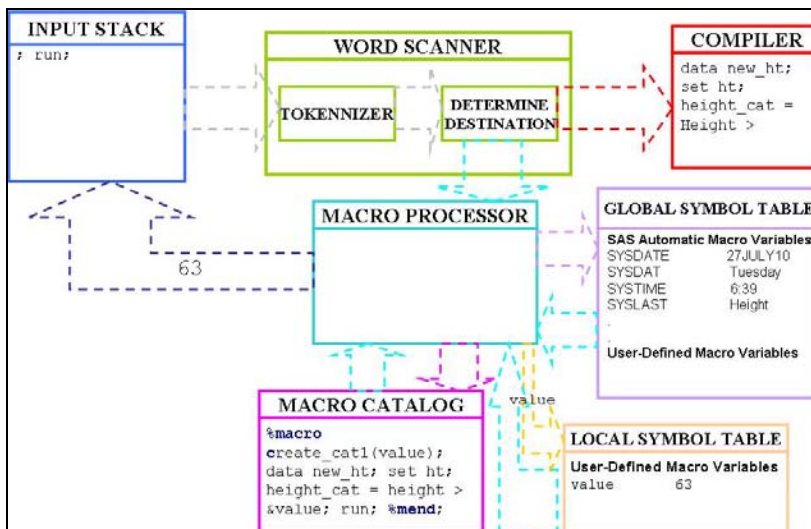 INPUT STACK
; run;
WORD SCANNER
TOKENNIZER
DETERMINE
DESTINATION
COMPILER
data new_ht;
set ht;
height_cat =
Height >
MACRO PROCESSOR
63
GLOBAL SYMBOL TABLE
SAS Automatic Macro Variables
SYSDATE 27JULY10
SYSDAT Tuesday
SYSTIME 6:39
SYSLAST Height
.
.
User-Defined Macro Variables
MACRO CATALOG
%macro
create_cat1(value);
data new_ht; set ht;
height_cat = height >
&value; run; %mend;
value
LOCAL SYMBOL TABLE
User-Defined Macro Variables
value 63